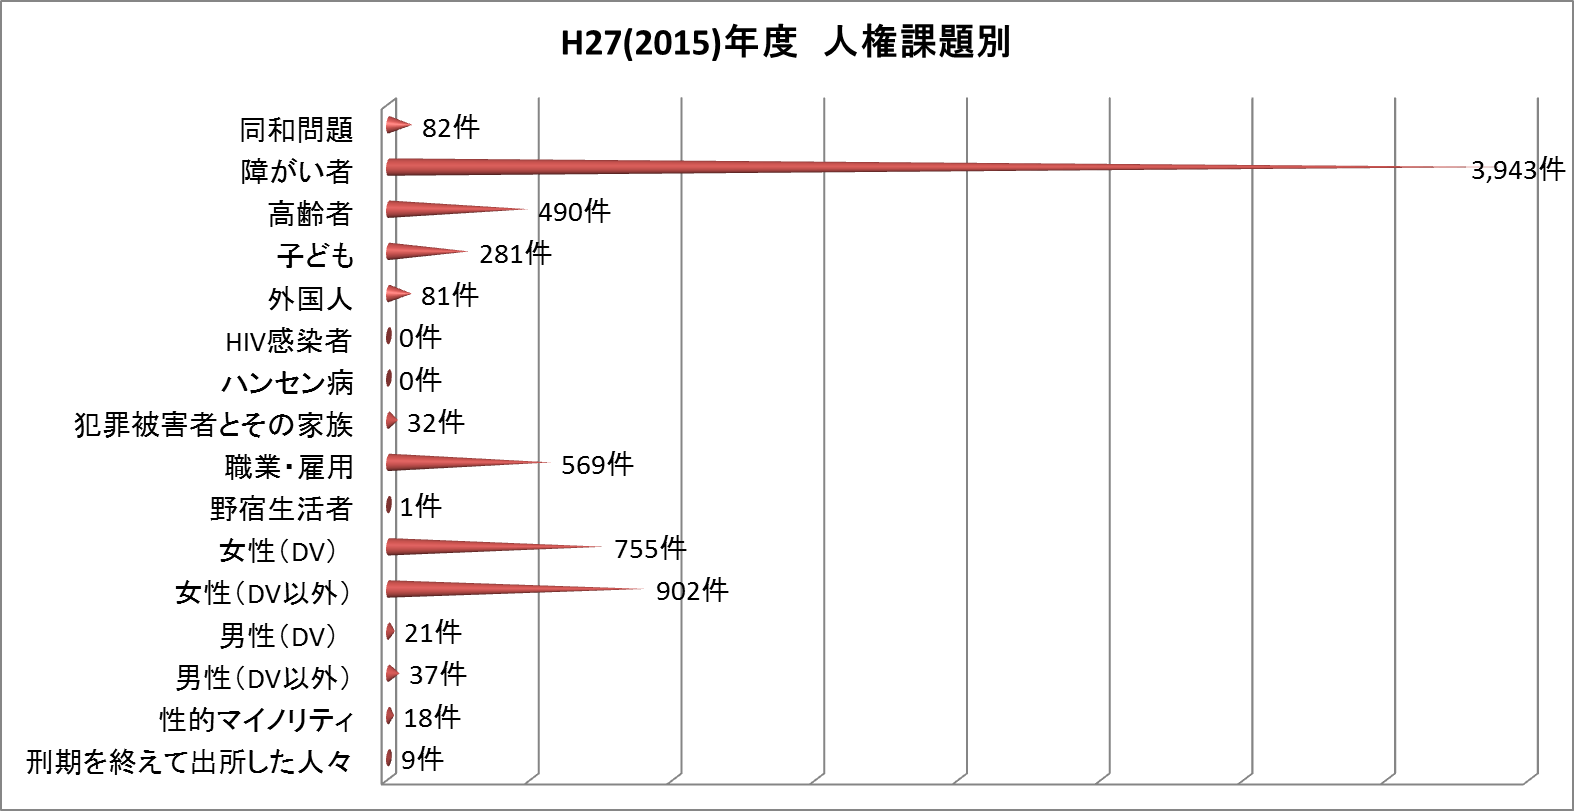 H27(2015)年度　人権課題別
同和問題 82件
障がい者 3,943件
高齢者 490件
子ども 281件
外国人 81件
HIV感染者 0件
ハンセン病 0件
犯罪被害者とその家族 32件
職業・雇用 569件
野宿生活者 1件
女性（DV） 755件
女性（DV以外） 902件
男性（DV） 21件
男性（DV以外） 37件
性的マイノリティ 18件
刑期を終えて出所した人々 9件